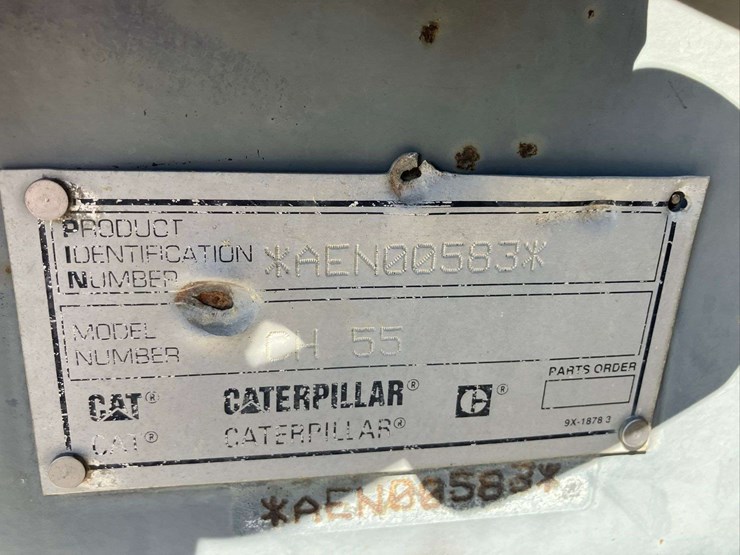 PRODUCT
IDENTIFICATION
NUMBER
*AEN00583*
MODEL
NUMBER
CH 55
PARTS ORDER
CAT® CATERPILLAR® C®
CAT® CATERPILLAR®
9X-1878 3
*AEN00583*